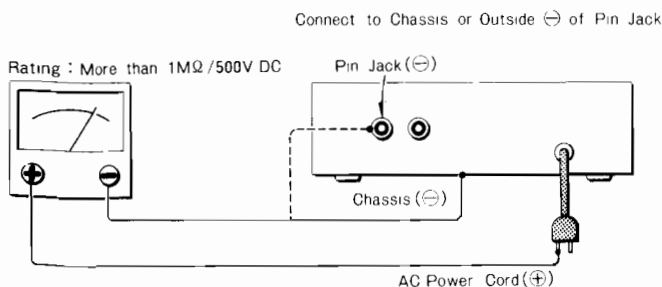 Connect to Chassis or Outside ⊖ of Pin Jack
Rating : More than 1MΩ/500V DC
Pin Jack(⊖)
Chassis(⊖)
AC Power Cord(⊕)